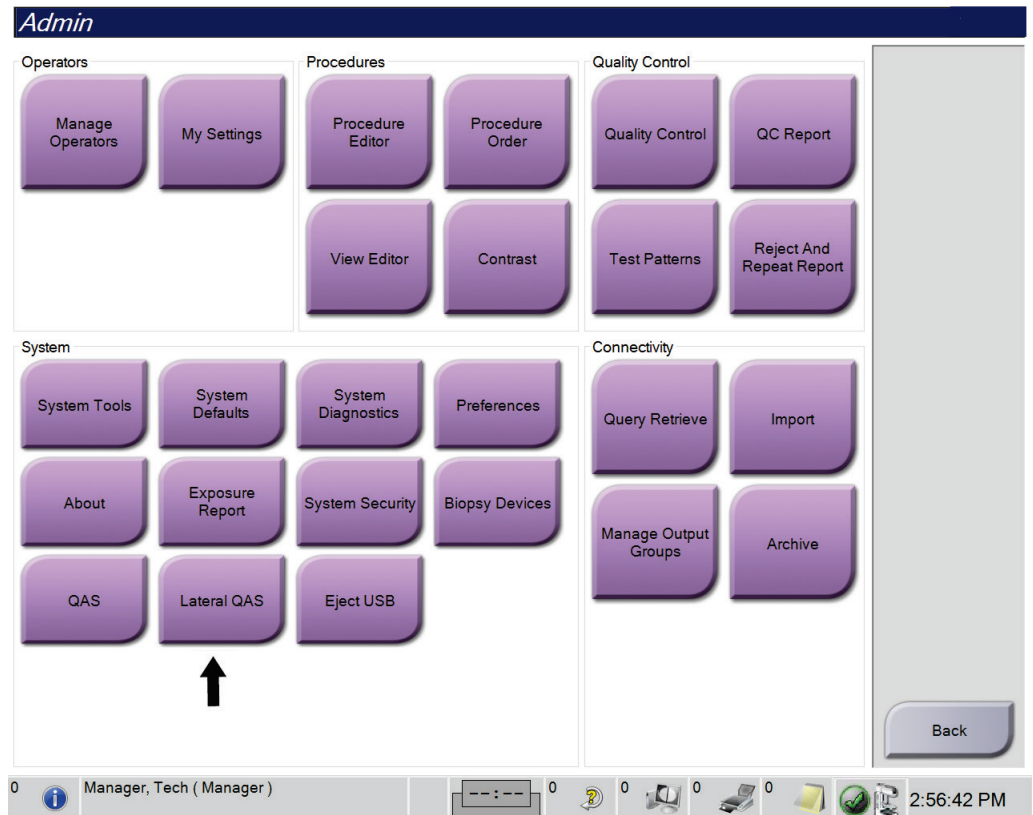 Admin
Operators
Manage
Operators
My Settings
Procedures
Procedure
Editor
Procedure
Order
View Editor
Contrast
Quality Control
Quality Control
QC Report
Test Patterns
Reject And
Repeat Report
System
System Tools
System
Defaults
System
Diagnostics
Preferences
About
Exposure
Report
System Security
Biopsy Devices
QAS
Lateral QAS
Eject USB
Connectivity
Query Retrieve
Import
Manage Output
Groups
Archive
Back
0
Manager, Tech ( Manager )
--:--
0
0
0
0
2:56:42 PM